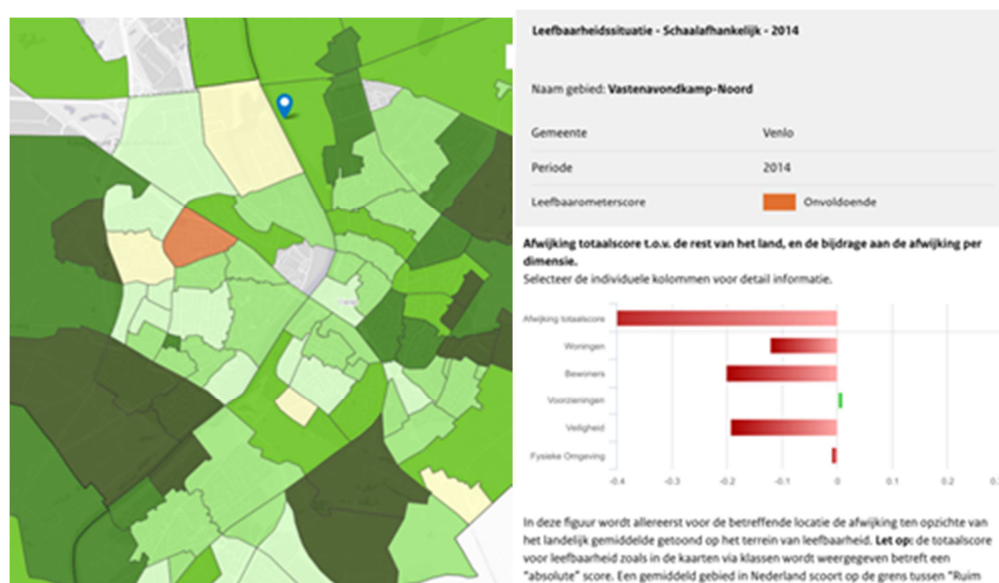 Leefbaarheidssituatie - Schaalafhankelijk - 2014
Naam gebied: Vastenavondkamp-Noord
Gemeente Venlo
Periode 2014
Leefbaarometerscore Onvoldoende
Afwijking totaalscore t.o.v. de rest van het land, en de bijdrage aan de afwijking per
dimensie.
Selecteer de individuele kolommen voor detail informatie.
Afwijking totaalscore
Woningen
Bewoners
Voorzieningen
Veiligheid
Fysieke Omgeving
-0.4 -0.3 -0.2 -0.1 0 0.1 0.2
In deze figuur wordt allereerst voor de betreffende locatie de afwijking ten opzichte van
het landelijk gemiddelde getoond op het terrein van leefbaarheid. Let op: de totaalscore
voor leefbaarheid zoals in de kaarten via klassen wordt weergegeven betreft een
"absolute" score. Een gemiddeld gebied in Nederland scoort op de grens tussen "Ruim